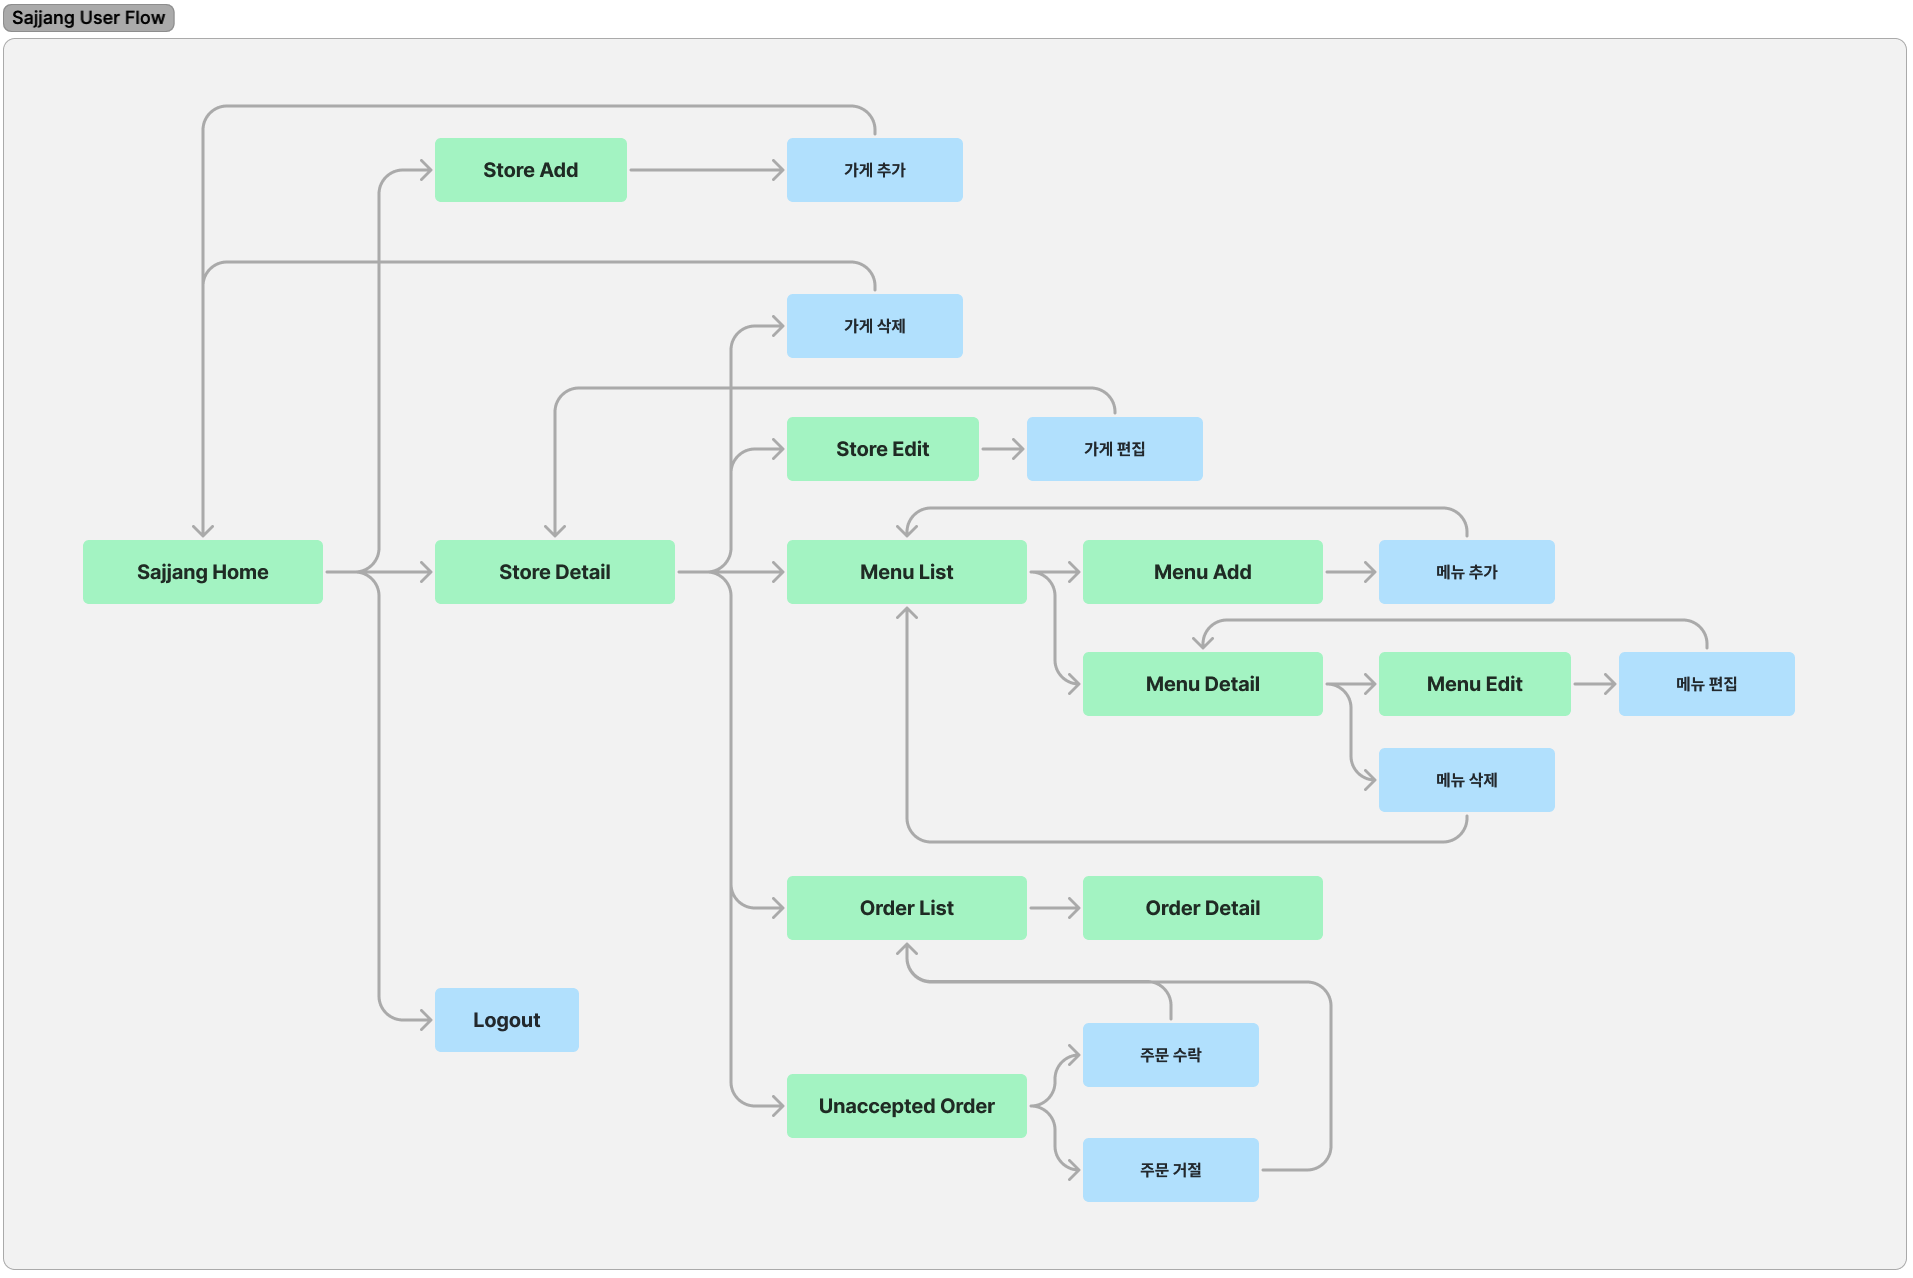 Sajjang User Flow
Store Add
가게 추가
가게 삭제
Store Edit
가게 편집
Sajjang Home
Store Detail
Menu List
Menu Add
메뉴 추가
Menu Detail
Menu Edit
메뉴 편집
메뉴 삭제
Order List
Order Detail
Logout
주문 수락
Unaccepted Order
주문 거절